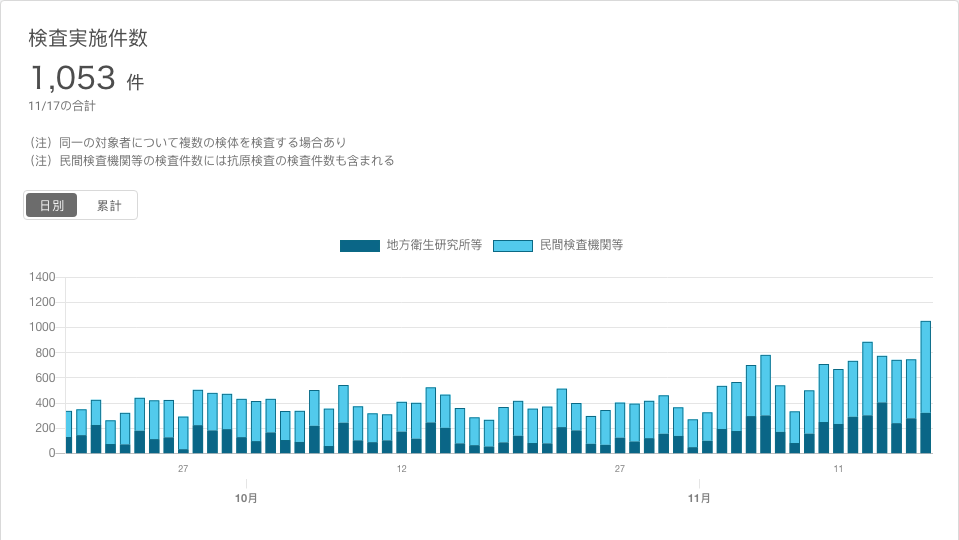 検査実施件数
1,053 件
11/17の合計
（注）同一の対象者について複数の検体を検査する場合あり
（注）民間検査機関等の検査件数には抗原検査の検査件数も含まれる
日別 累計
地方衛生研究所等 民間検査機関等
1400
1200
1000
800
600
400
200
0
27 12 27 11
10月 11月